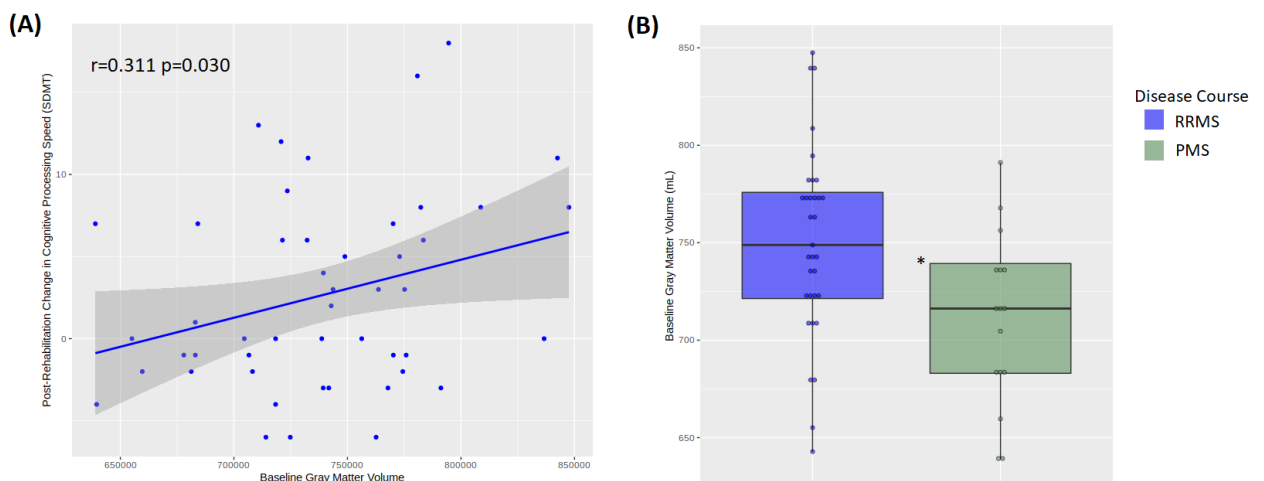 (A)
r=0.311 p=0.030
Post-Rehabilitation Change in Cognitive Processing Speed (SDMT)
10
0
650000 700000 750000 800000 850000
Baseline Gray Matter Volume
(B)
Baseline Gray Matter Volume (mL)
850
800
750
700
650
*
Disease Course
RRMS
PMS